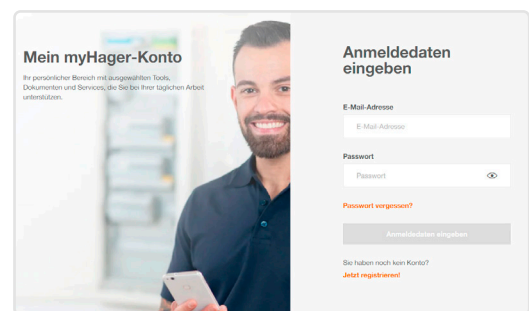 Mein myHager-Konto
Ihr persönlicher Bereich mit ausgewählten Tools,
Dokumenten und Services, die Sie bei Ihrer täglichen Arbeit
unterstützen.
Anmeldedaten
eingeben
E-Mail-Adresse
E-Mail-Adresse
Passwort
Passwort
Passwort vergessen?
Anmeldedaten eingeben
Sie haben noch kein Konto?
Jetzt registrieren!